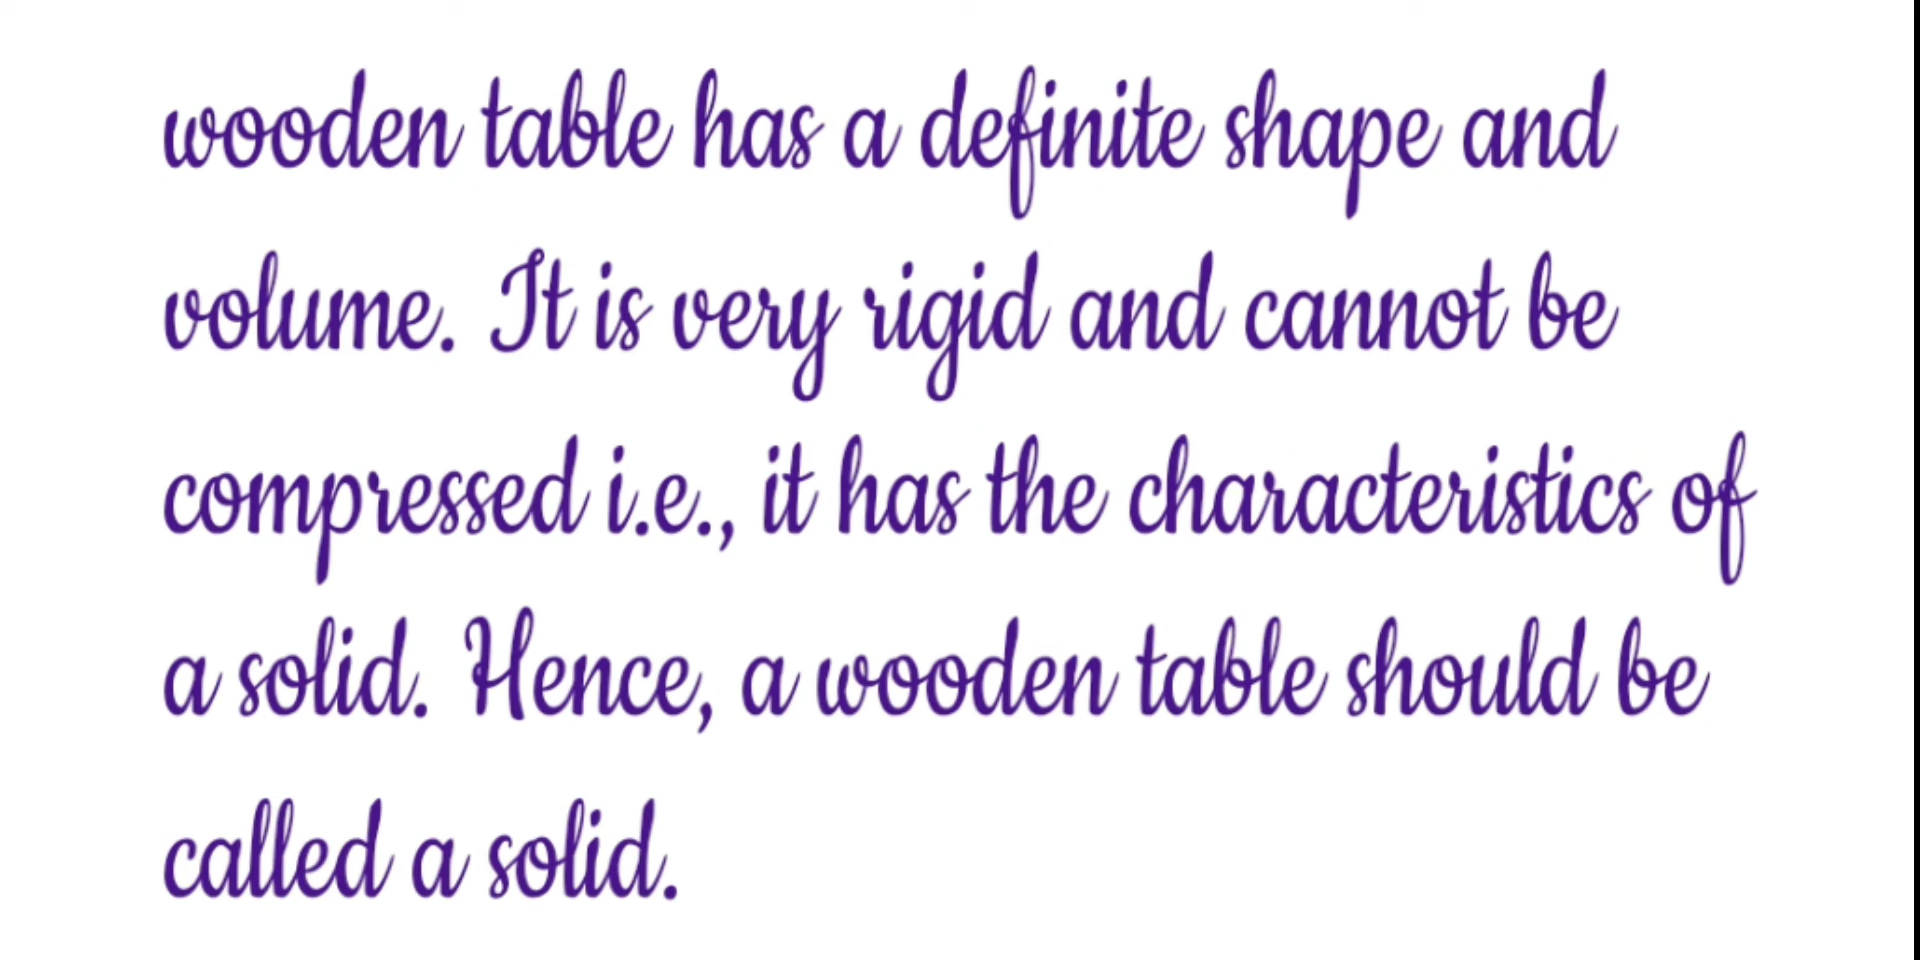 wooden table has a definite shape and
volume. It is very rigid and cannot be
compressed i.e., it has the characteristics of
a solid. Hence, a wooden table should be
called a solid.